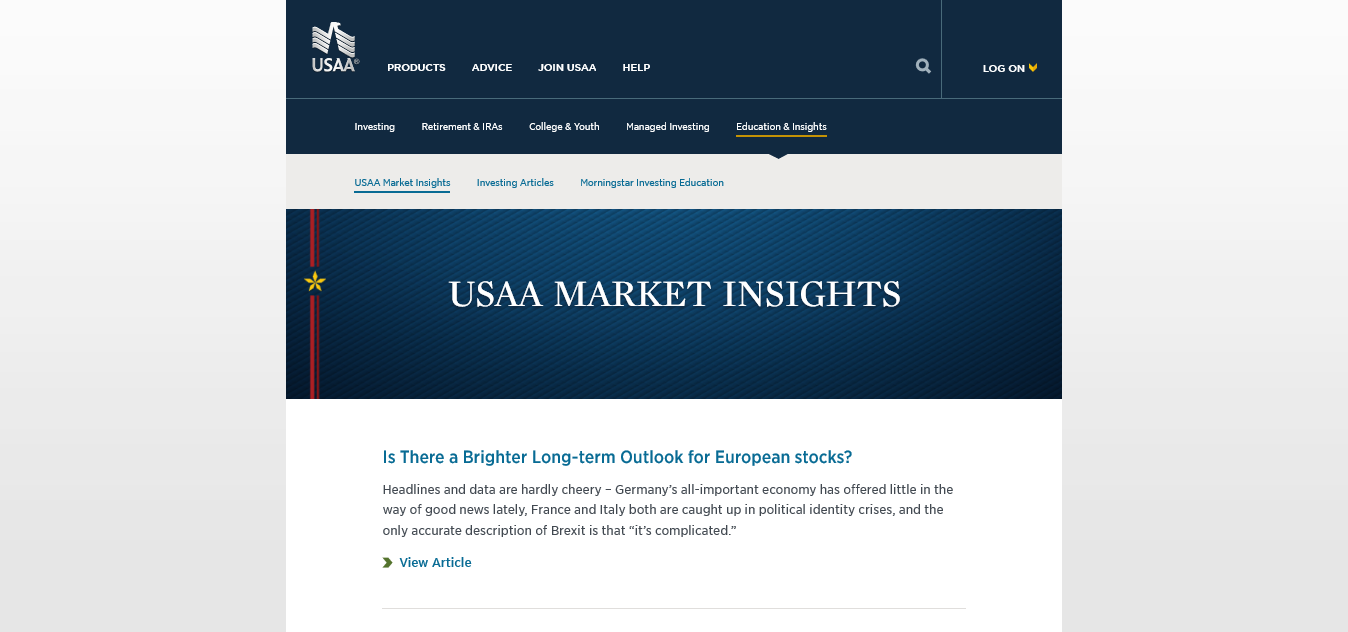 USAA®
PRODUCTS ADVICE JOIN USAA HELP
LOG ON
Investing Retirement & IRAs College & Youth Managed Investing Education & Insights
USAA Market Insights Investing Articles Morningstar Investing Education
USAA MARKET INSIGHTS
Is There a Brighter Long-term Outlook for European stocks?
Headlines and data are hardly cheery – Germany’s all-important economy has offered little in the
way of good news lately, France and Italy both are caught up in political identity crises, and the
only accurate description of Brexit is that “it’s complicated.”
View Article